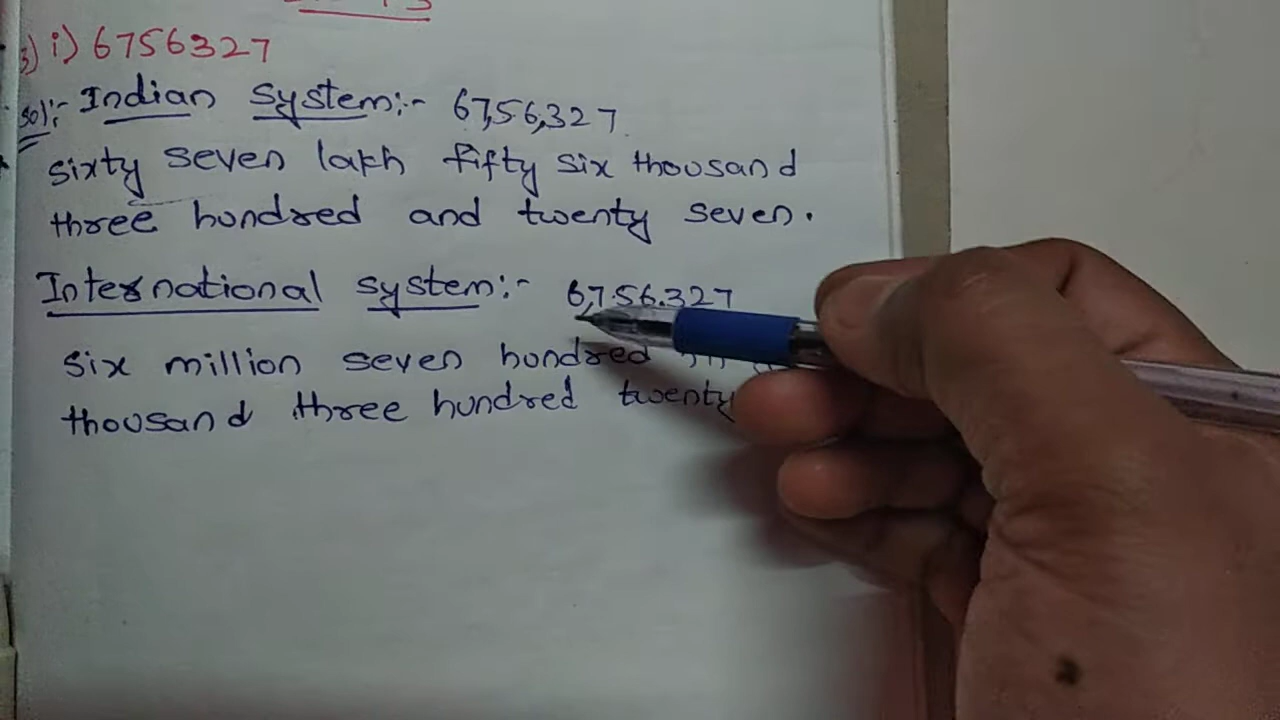 3) i) 6756327
Sol:- Indian System:- 67,56,327
sixty seven lakh fifty six thousand
three hundred and twenty seven.
International system:- 6,756,327
six million seven hundred
thousand three hundred twenty